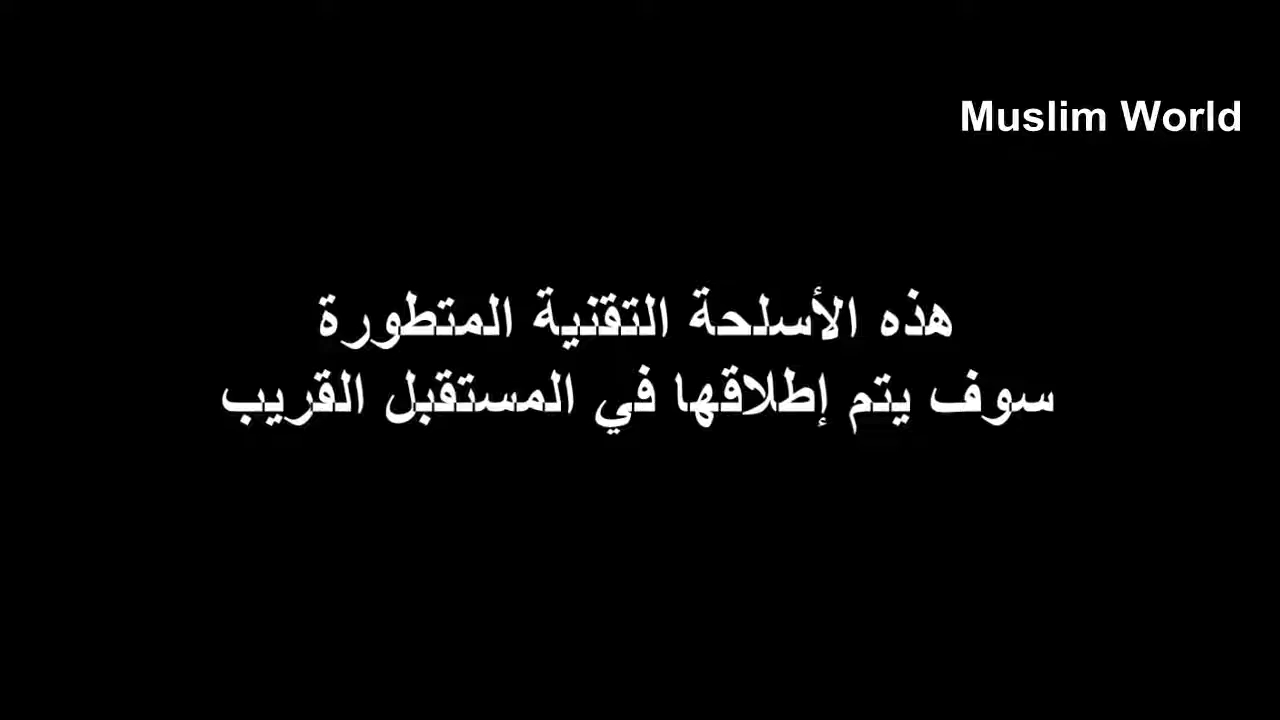 Muslim World
هذه الأسلحة التقنية المتطورة
سوف يتم إطلاقها في المستقبل القريب